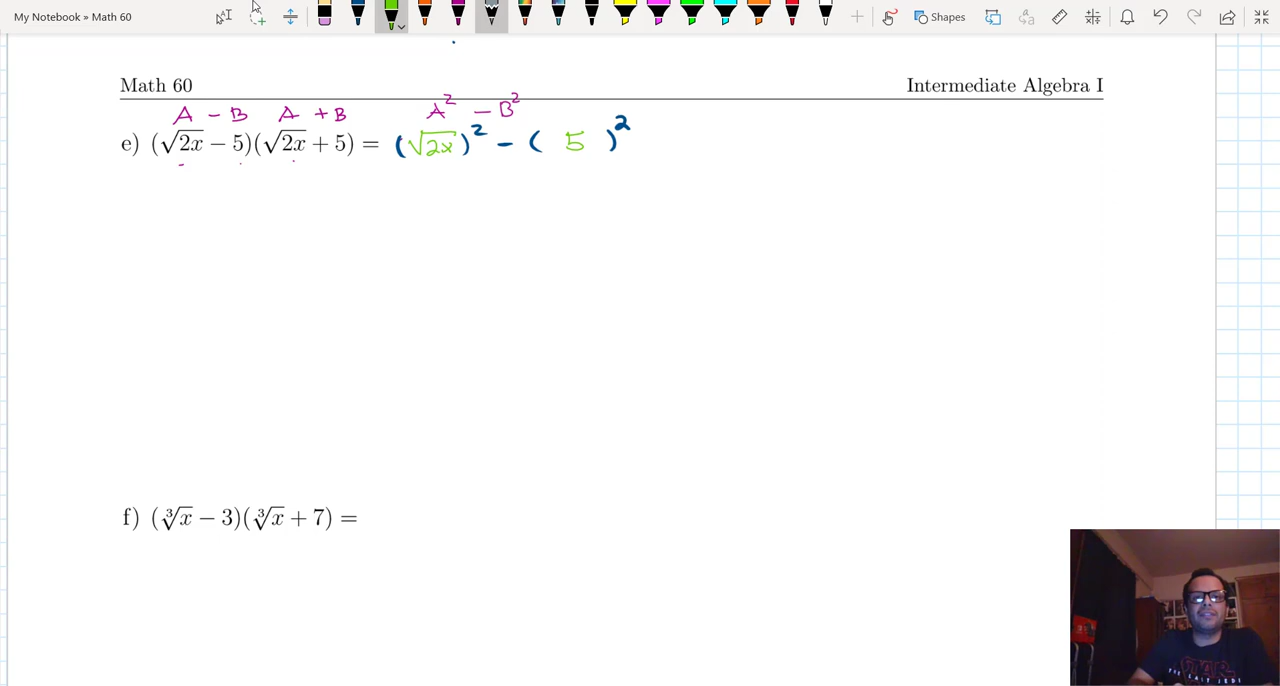 My Notebook » Math 60
Shapes
Math 60 Intermediate Algebra I
A - B A + B A² - B²
e) (√2x − 5)(√2x + 5) = (√2x)² - ( 5 )²
f) (∛x − 3)(∛x + 7) =
STAR